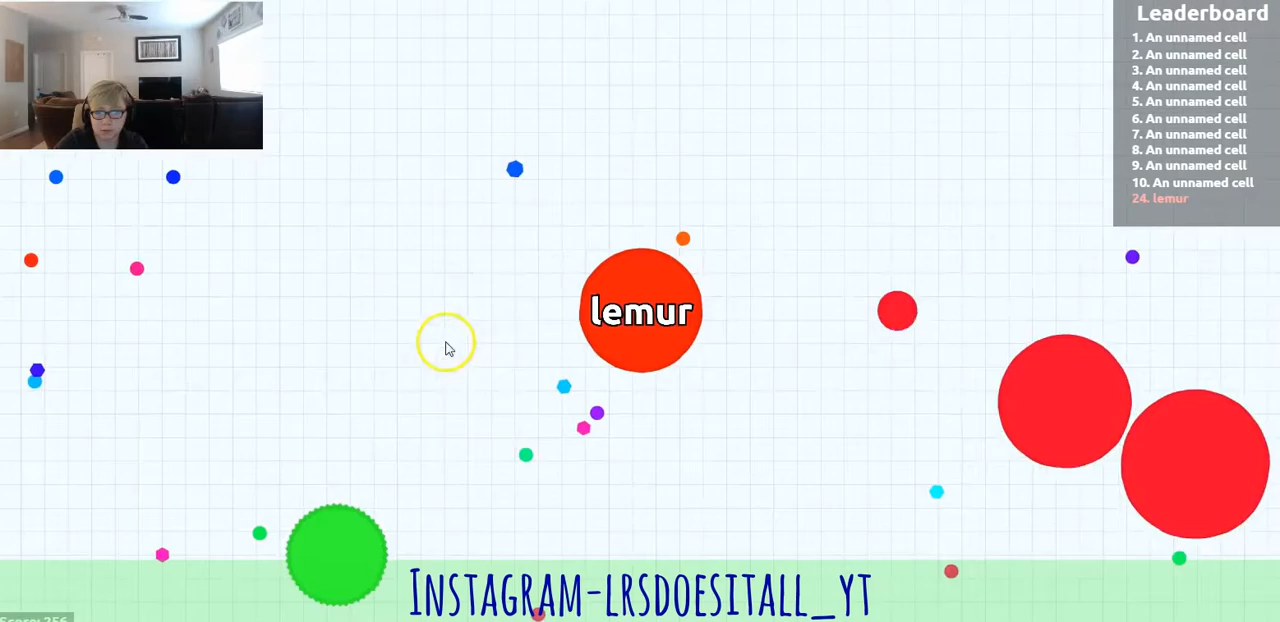 Leaderboard
1. An unnamed cell
2. An unnamed cell
3. An unnamed cell
4. An unnamed cell
5. An unnamed cell
6. An unnamed cell
7. An unnamed cell
8. An unnamed cell
9. An unnamed cell
10. An unnamed cell
24. lemur
lemur
Instagram-lrsdoesitall_yt
Score: 256